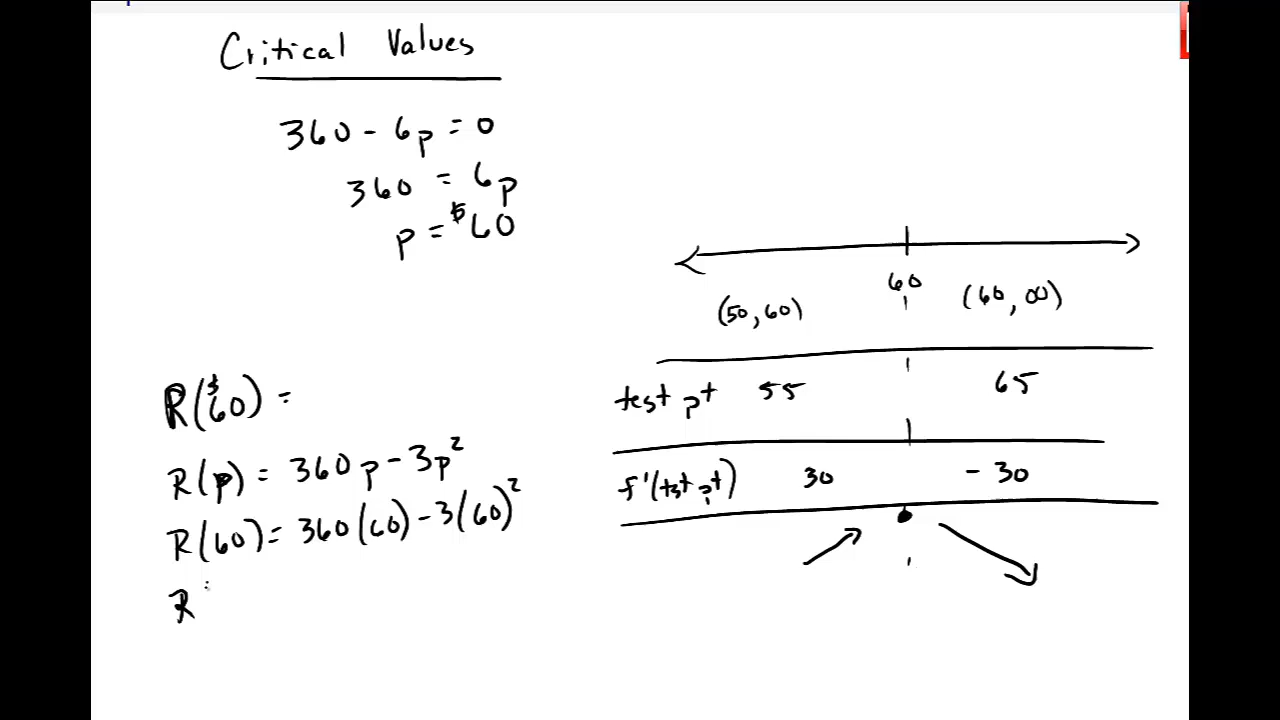 Critical Values
360 - 6p = 0
360 = 6p
p = $60
R($60) =
R(p) = 360p - 3p²
R(60) = 360(60) - 3(60)²
R
60
(50, 60) (60, ∞)
test pt 55 65
f'(tst pt) 30 - 30